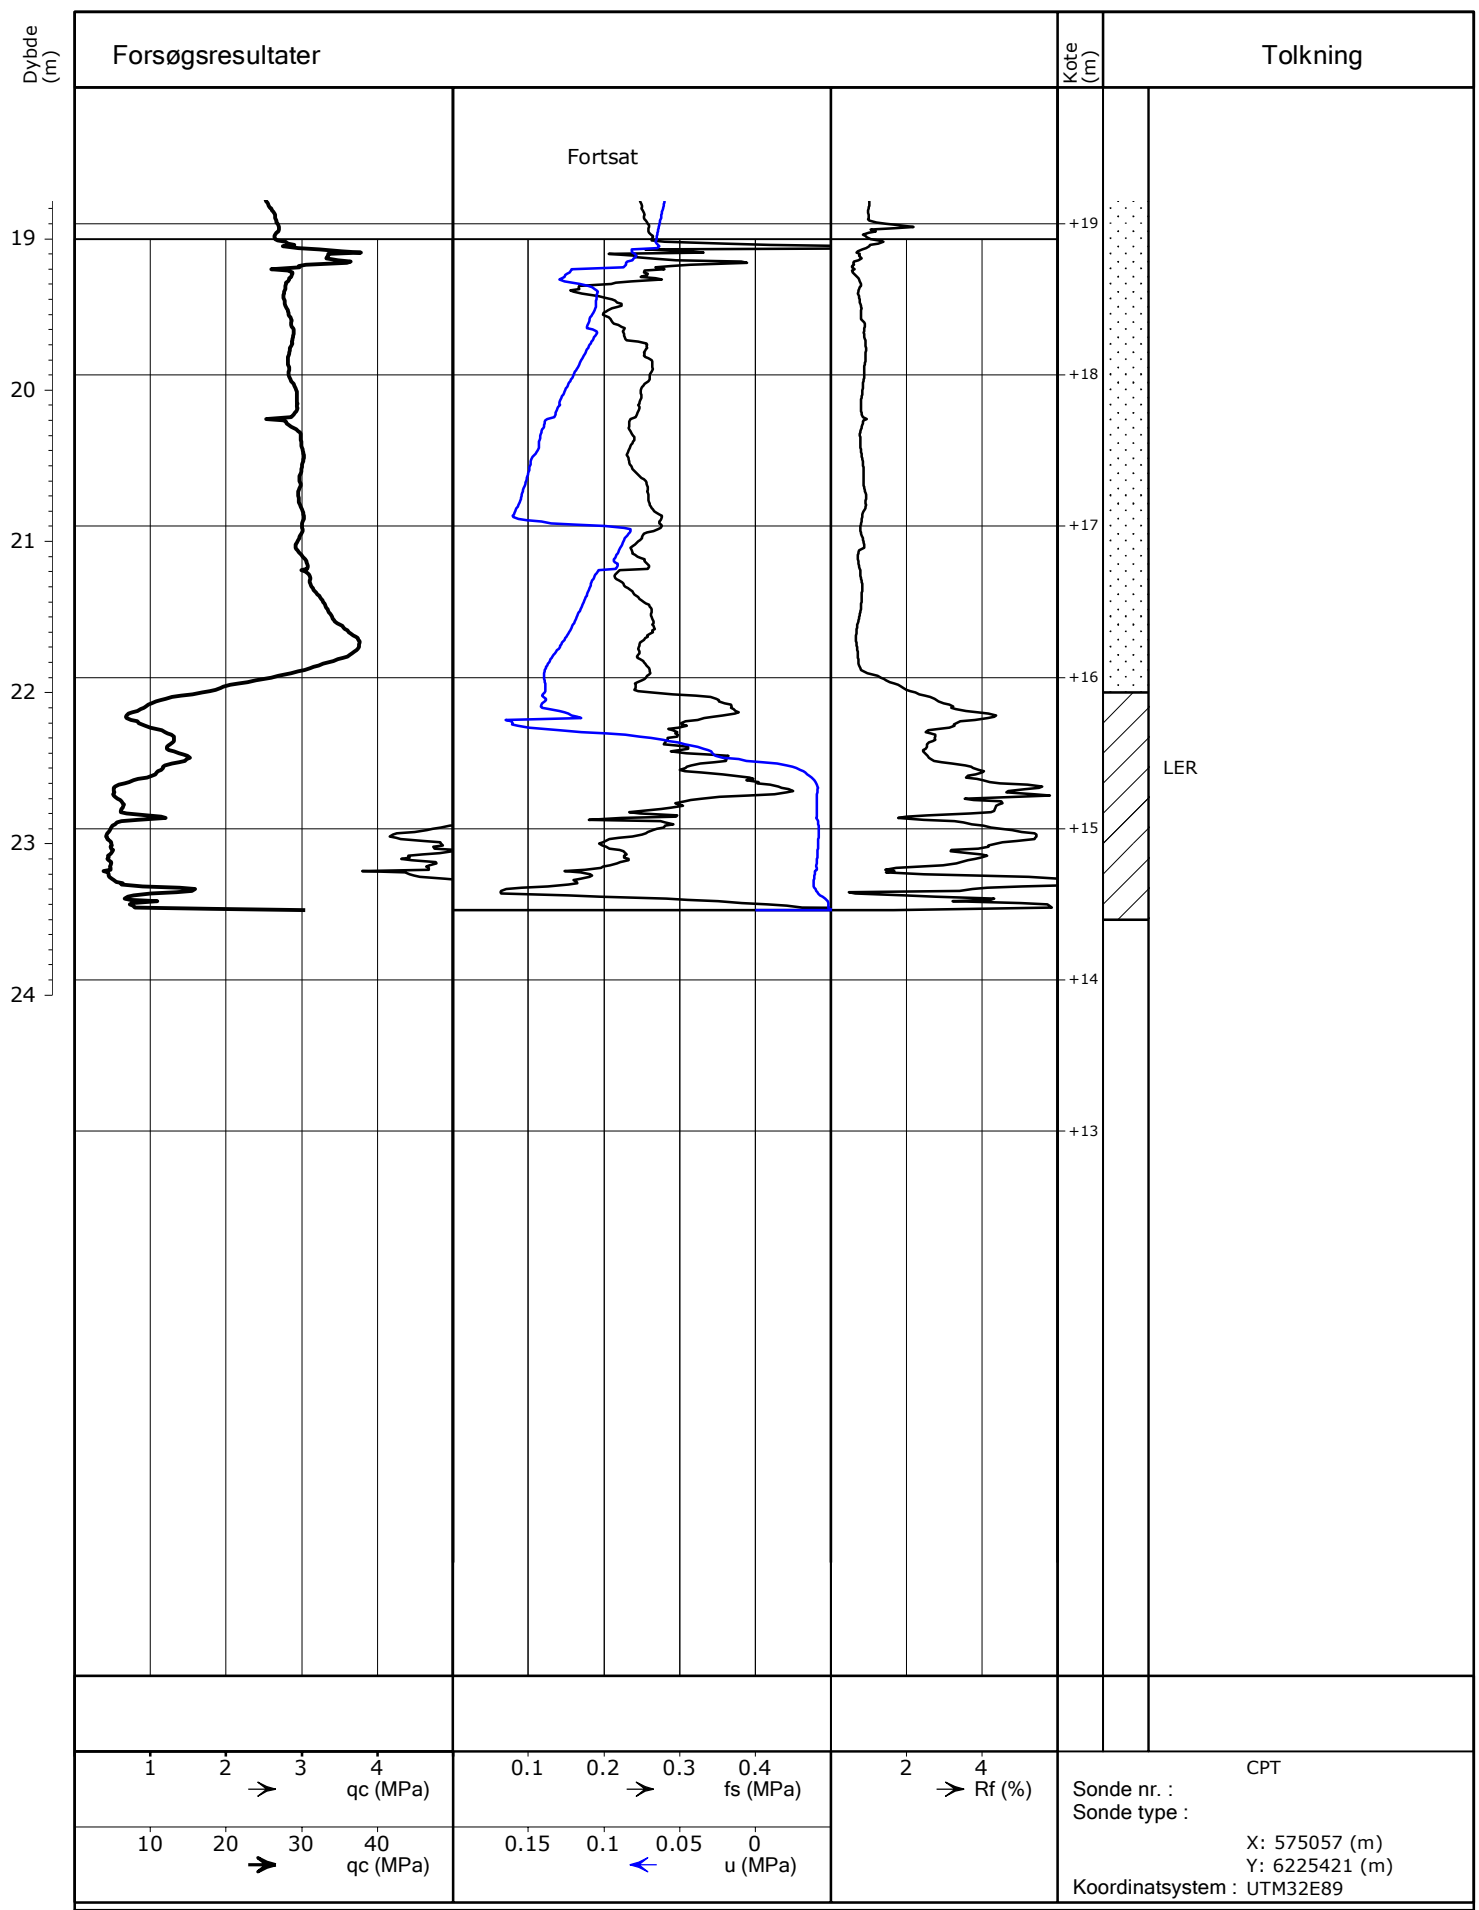 Dybde
(m)
Forsøgsresultater
Kote
(m)
Tolkning
Fortsat
19
20
21
22
23
24
+19
+18
+17
+16
+15
+14
+13
LER
1 2 3 4
qc (MPa)
0.1 0.2 0.3 0.4
fs (MPa)
2 4
Rf (%)
10 20 30 40
qc (MPa)
0.15 0.1 0.05 0
u (MPa)
CPT
Sonde nr. :
Sonde type :
X: 575057 (m)
Y: 6225421 (m)
Koordinatsystem : UTM32E89